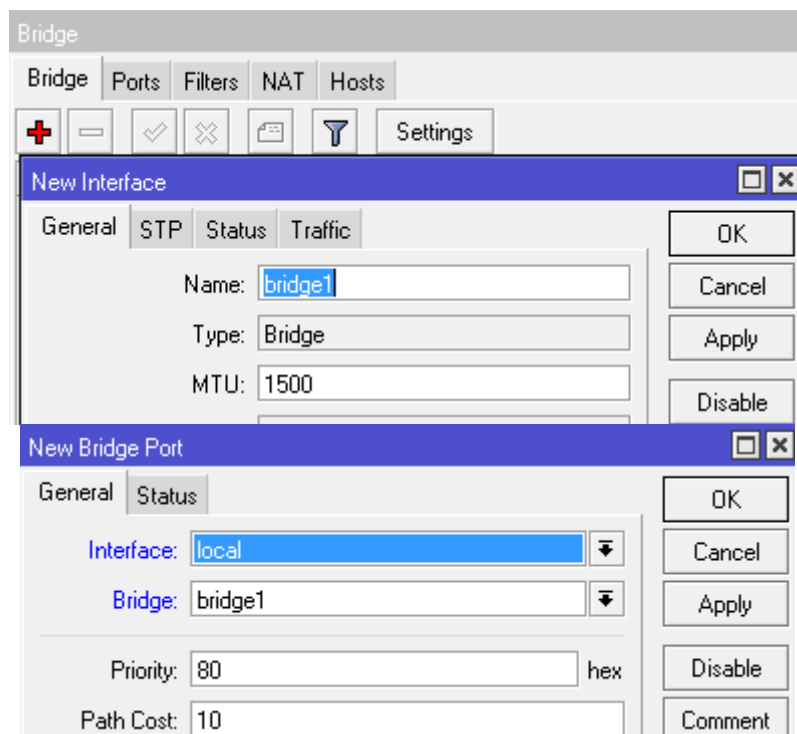 Bridge
Bridge Ports Filters NAT Hosts
Settings
New Interface
General STP Status Traffic
OK
Name: bridge1
Cancel
Type: Bridge
Apply
MTU: 1500
Disable
New Bridge Port
General Status
OK
Interface: local
Cancel
Bridge: bridge1
Apply
Priority: 80 hex
Disable
Path Cost: 10
Comment